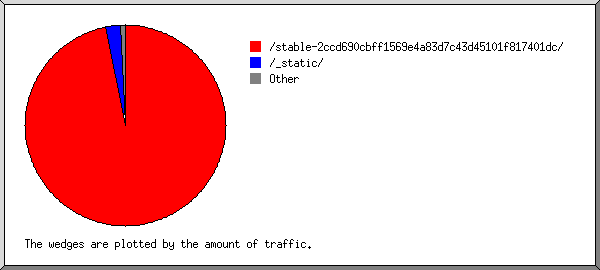 /stable-2ccd690cbff1569e4a83d7c43d45101f817401dc/
/_static/
Other
The wedges are plotted by the amount of traffic.